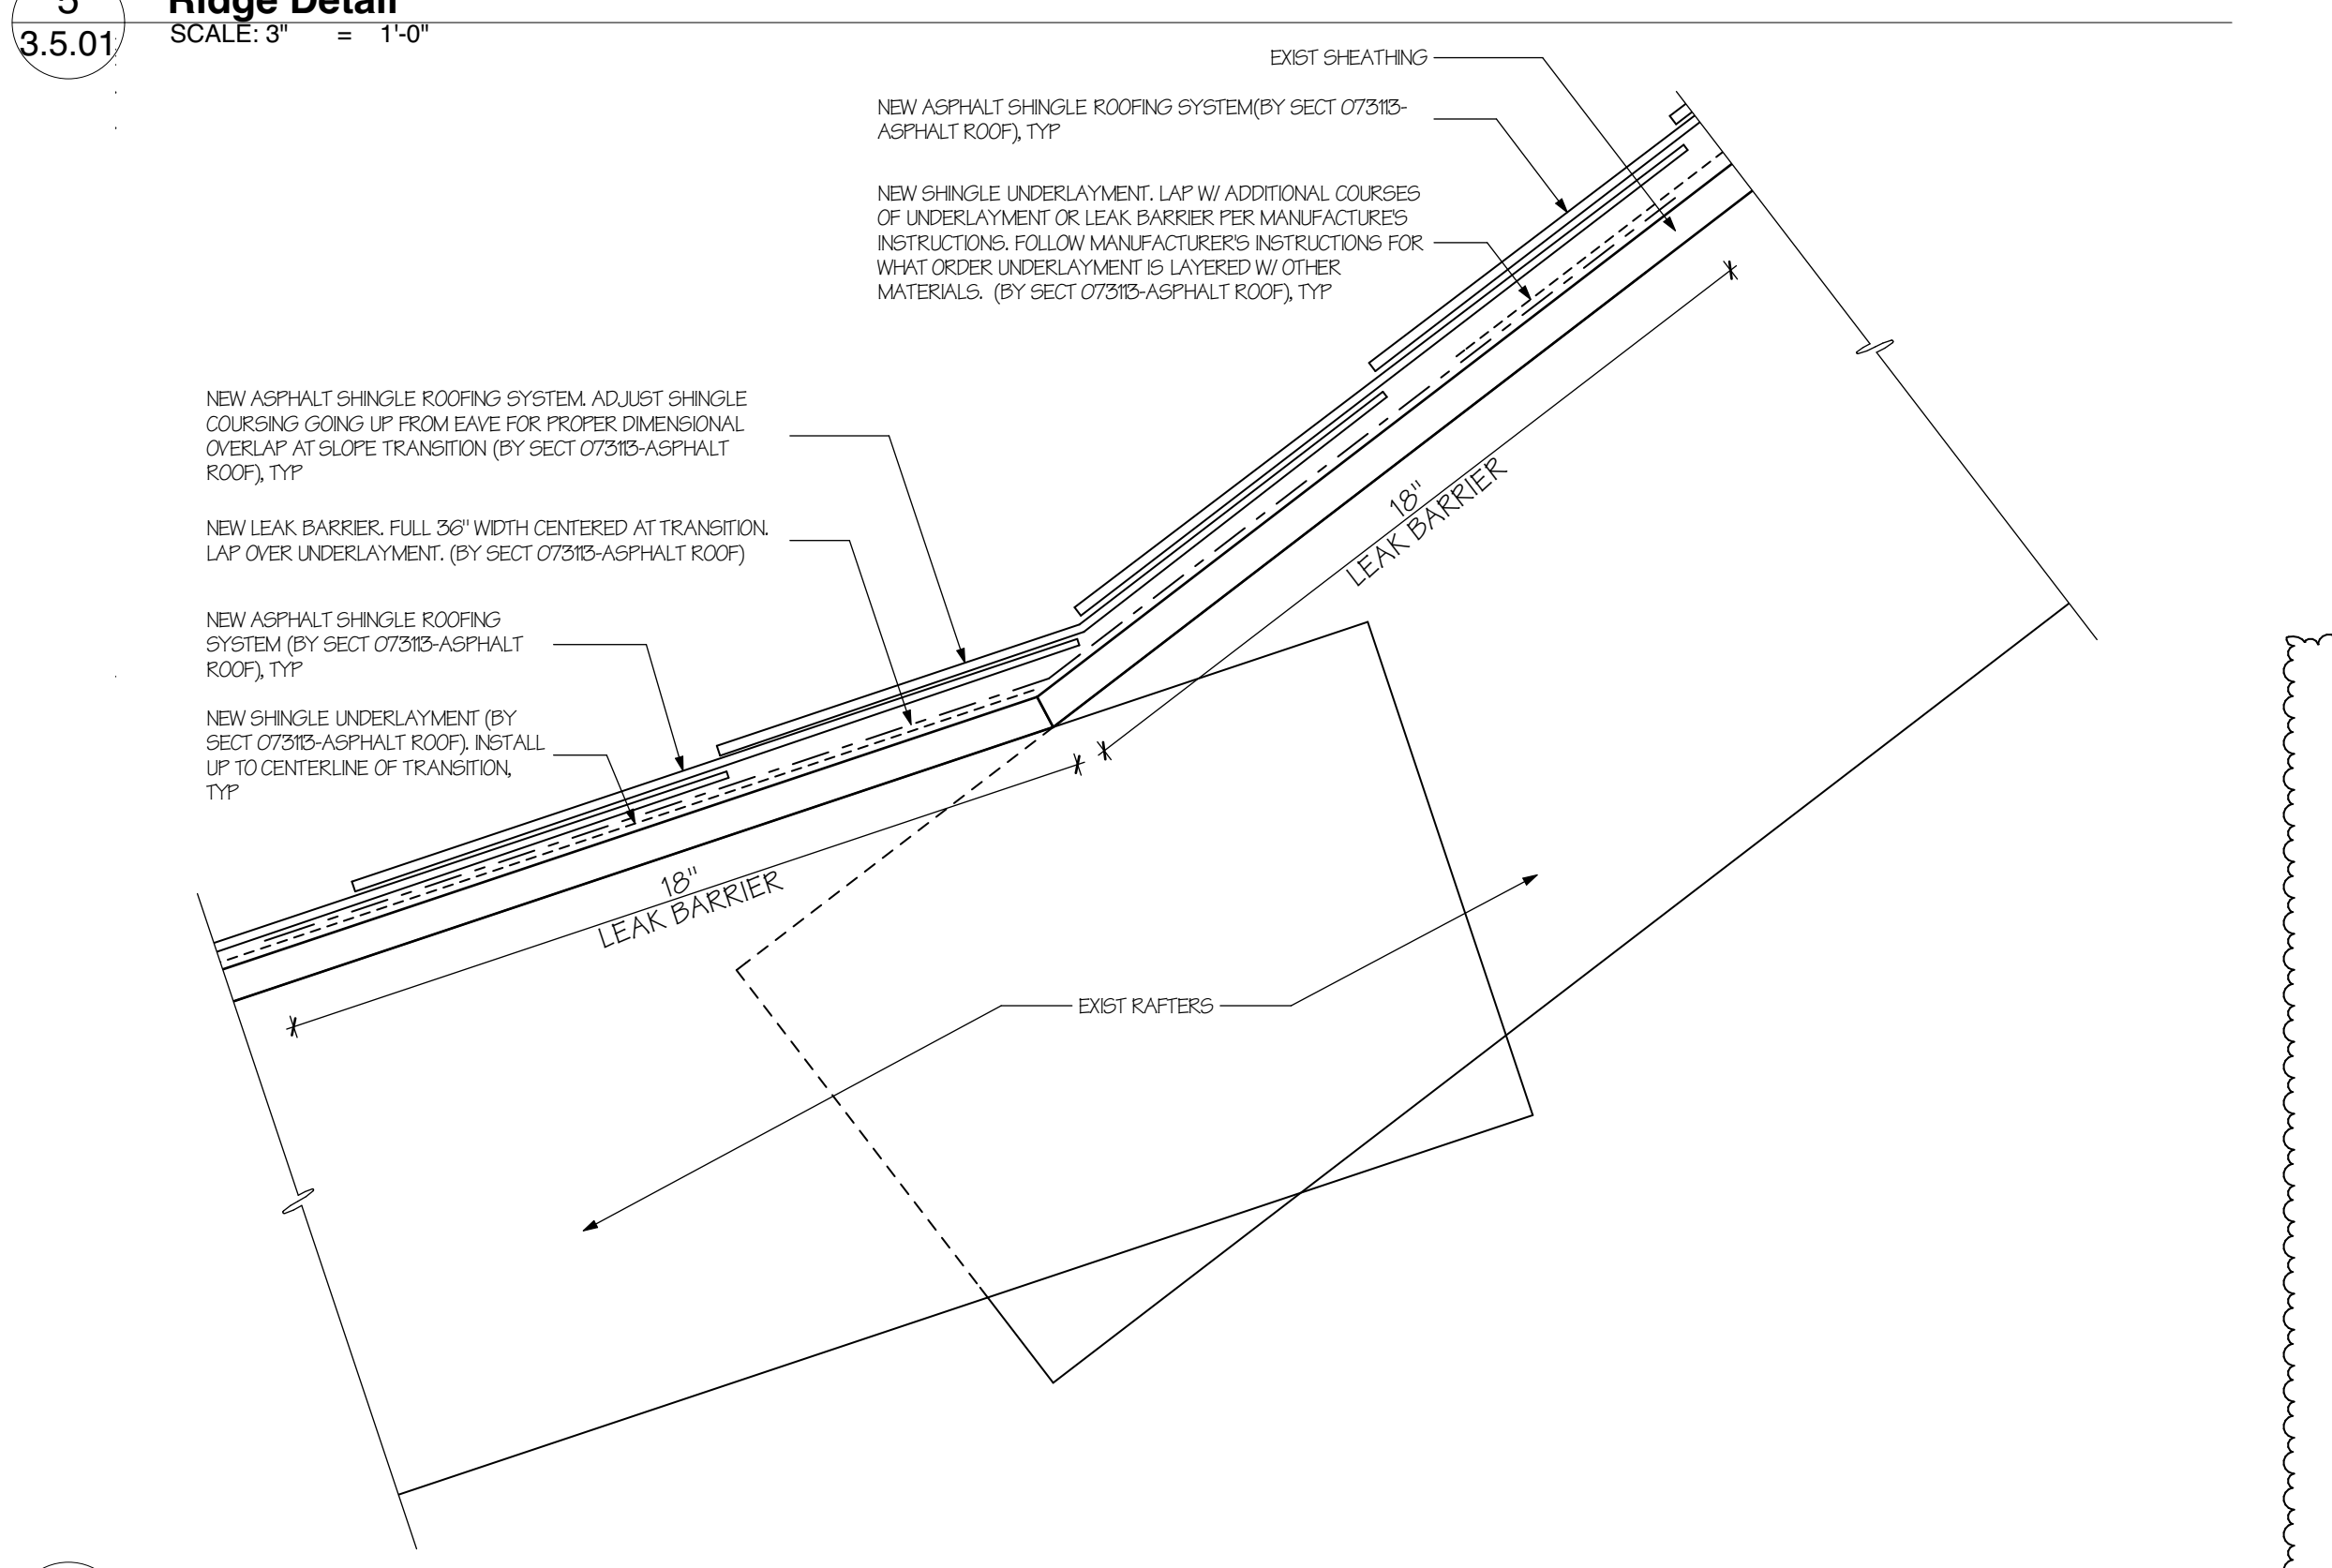 5
Ridge Detail
3.5.01
SCALE: 3" = 1'-0"
EXIST SHEATHING
NEW ASPHALT SHINGLE ROOFING SYSTEM(BY SECT 073113-
ASPHALT ROOF), TYP
NEW SHINGLE UNDERLAYMENT. LAP W/ ADDITIONAL COURSES
OF UNDERLAYMENT OR LEAK BARRIER PER MANUFACTURE'S
INSTRUCTIONS. FOLLOW MANUFACTURER'S INSTRUCTIONS FOR
WHAT ORDER UNDERLAYMENT IS LAYERED W/ OTHER
MATERIALS. (BY SECT 073113-ASPHALT ROOF), TYP
NEW ASPHALT SHINGLE ROOFING SYSTEM. ADJUST SHINGLE
COURSING GOING UP FROM EAVE FOR PROPER DIMENSIONAL
OVERLAP AT SLOPE TRANSITION (BY SECT 073113-ASPHALT
ROOF), TYP
NEW LEAK BARRIER. FULL 36" WIDTH CENTERED AT TRANSITION.
LAP OVER UNDERLAYMENT. (BY SECT 073113-ASPHALT ROOF)
NEW ASPHALT SHINGLE ROOFING
SYSTEM (BY SECT 073113-ASPHALT
ROOF), TYP
NEW SHINGLE UNDERLAYMENT (BY
SECT 073113-ASPHALT ROOF). INSTALL
UP TO CENTERLINE OF TRANSITION,
TYP
18"
LEAK BARRIER
18"
LEAK BARRIER
EXIST RAFTERS